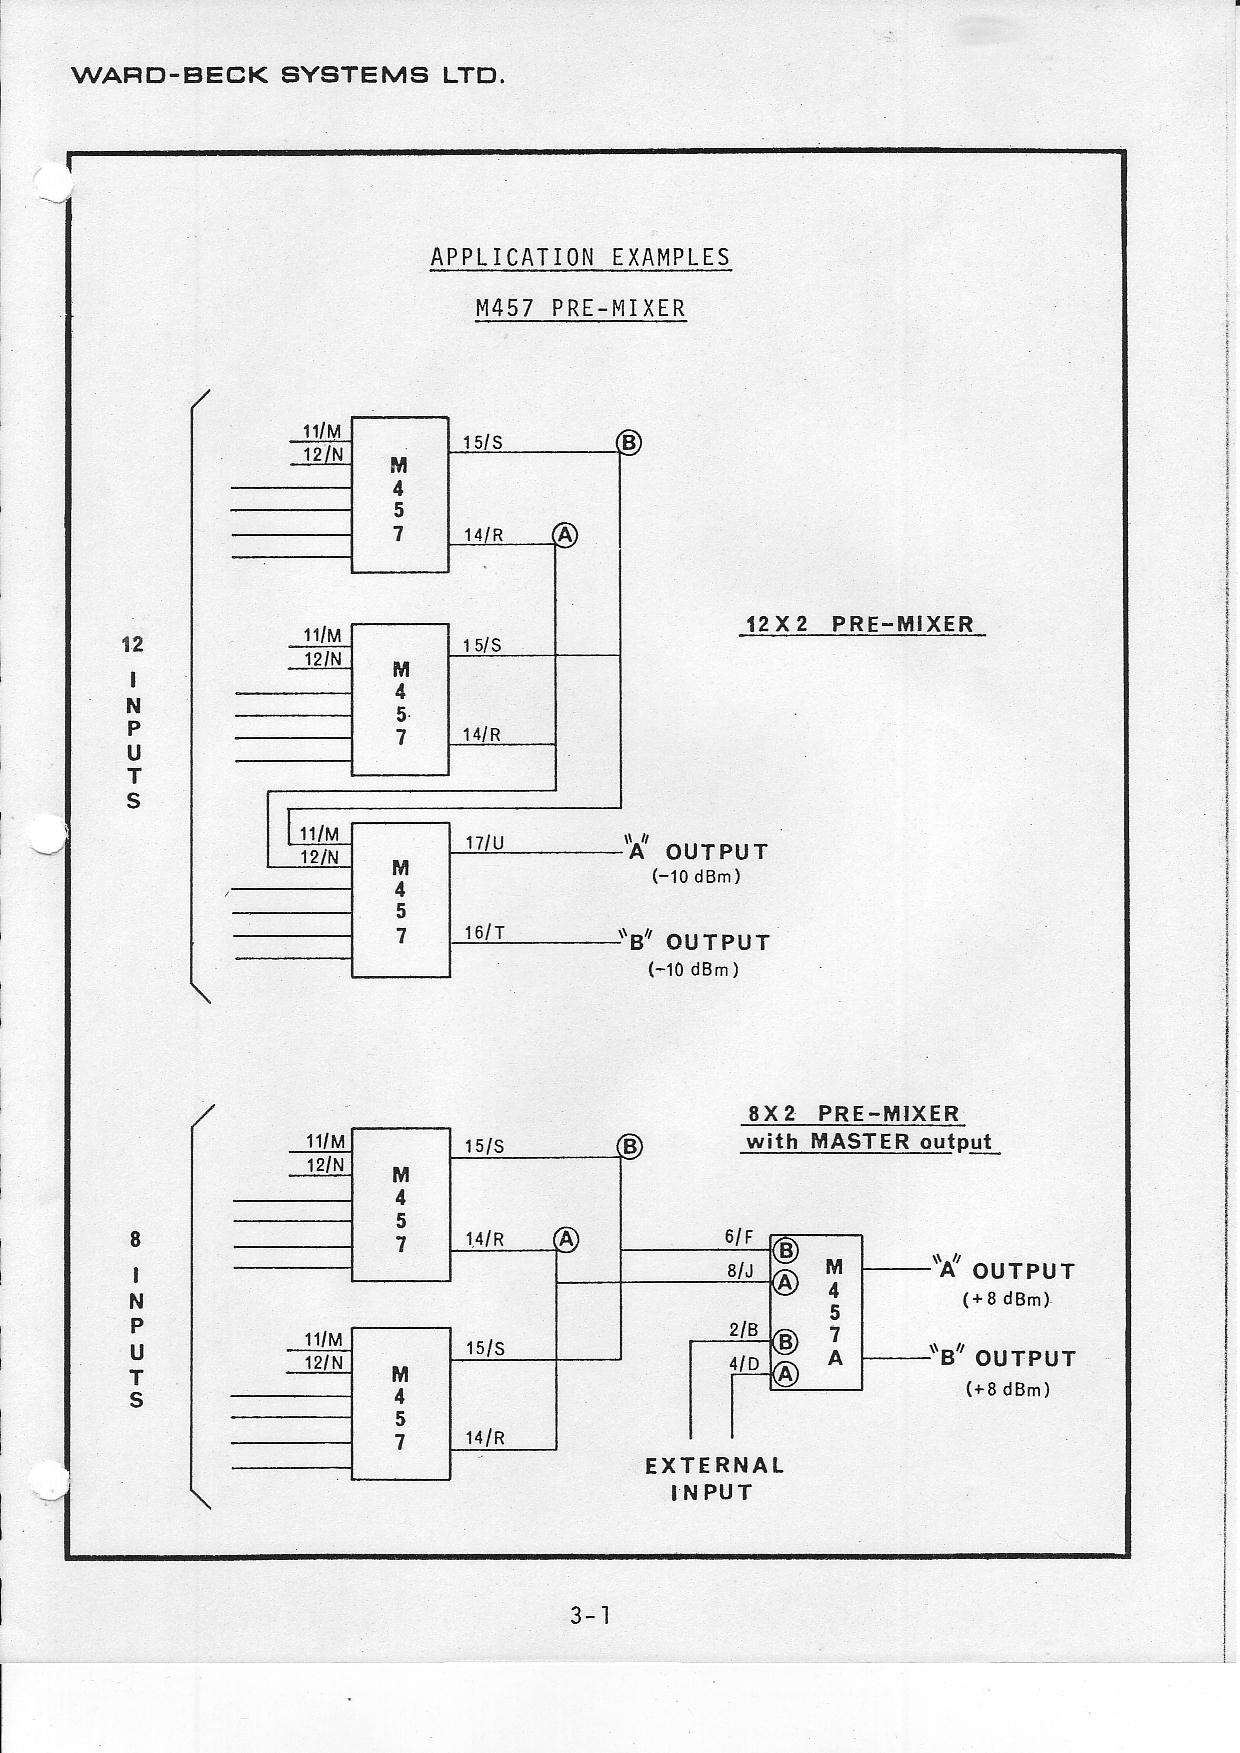 WARD-BECK SYSTEMS LTD.
APPLICATION EXAMPLES
M457 PRE-MIXER
11/M
12/N
M
4
5
7
15/S
B
14/R
A
12X2 PRE-MIXER
12
I
N
P
U
T
S
11/M
12/N
M
4
5
7
15/S
14/R
11/M
12/N
M
4
5
7
17/U
"A" OUTPUT
(-10 dBm)
16/T
"B" OUTPUT
(-10 dBm)
8X2 PRE-MIXER
with MASTER output
8
I
N
P
U
T
S
11/M
12/N
M
4
5
7
15/S
B
14/R
A
11/M
12/N
M
4
5
7
15/S
14/R
6/F
B
8/J
A
2/B
B
4/D
A
M
4
5
7
A
"A" OUTPUT
(+8 dBm)
"B" OUTPUT
(+8 dBm)
EXTERNAL
INPUT
3-1